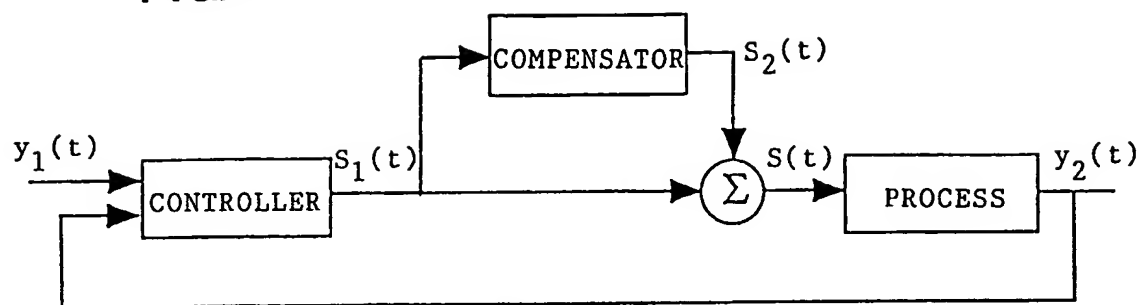 COMPENSATOR
S₂(t)
y₁(t)
S₁(t)
S(t)
y₂(t)
CONTROLLER
Σ
PROCESS